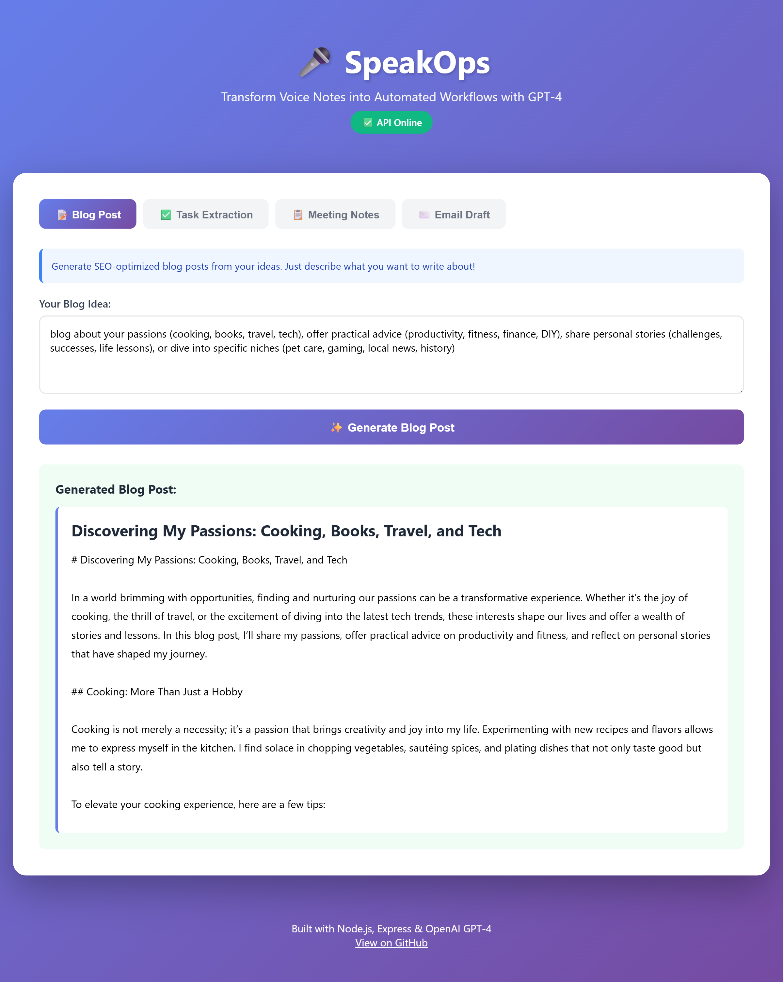 🎤 SpeakOps
Transform Voice Notes into Automated Workflows with GPT-4
✅ API Online
📝 Blog Post
✅ Task Extraction
📋 Meeting Notes
📧 Email Draft
Generate SEO-optimized blog posts from your ideas. Just describe what you want to write about!
Your Blog Idea:
blog about your passions (cooking, books, travel, tech), offer practical advice (productivity, fitness, finance, DIY), share personal stories (challenges,
successes, life lessons), or dive into specific niches (pet care, gaming, local news, history)
✨ Generate Blog Post
Generated Blog Post:
Discovering My Passions: Cooking, Books, Travel, and Tech
# Discovering My Passions: Cooking, Books, Travel, and Tech
In a world brimming with opportunities, finding and nurturing our passions can be a transformative experience. Whether it's the joy of
cooking, the thrill of travel, or the excitement of diving into the latest tech trends, these interests shape our lives and offer a wealth of
stories and lessons. In this blog post, I'll share my passions, offer practical advice on productivity and fitness, and reflect on personal stories
that have shaped my journey.
## Cooking: More Than Just a Hobby
Cooking is not merely a necessity; it's a passion that brings creativity and joy into my life. Experimenting with new recipes and flavors allows
me to express myself in the kitchen. I find solace in chopping vegetables, sautéing spices, and plating dishes that not only taste good but
also tell a story.
To elevate your cooking experience, here are a few tips:
Built with Node.js, Express & OpenAI GPT-4
View on GitHub